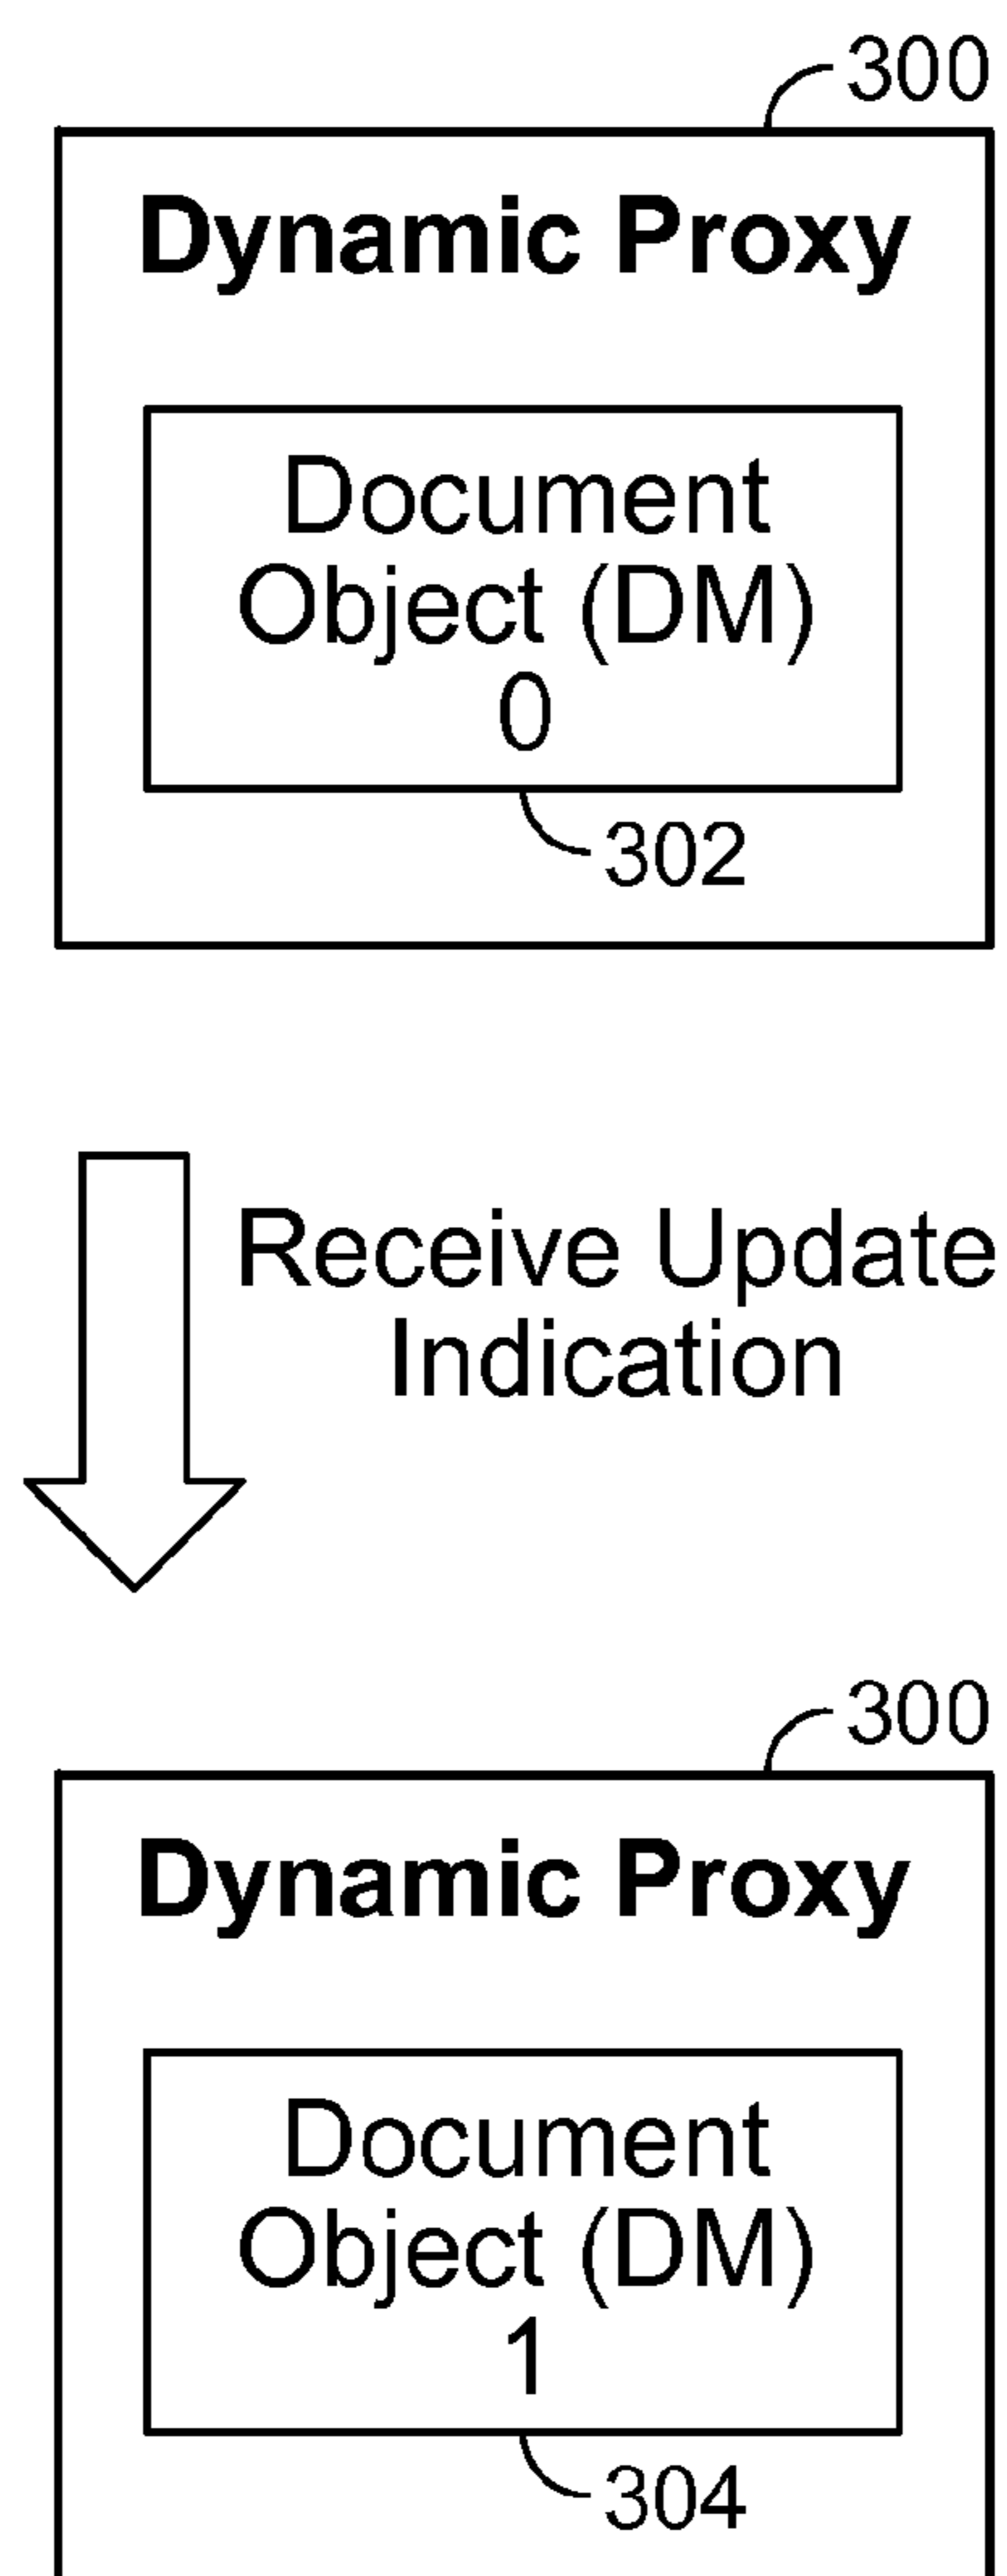 300
Dynamic Proxy
Document
Object (DM)
0
302
Receive Update
Indication
300
Dynamic Proxy
Document
Object (DM)
1
304